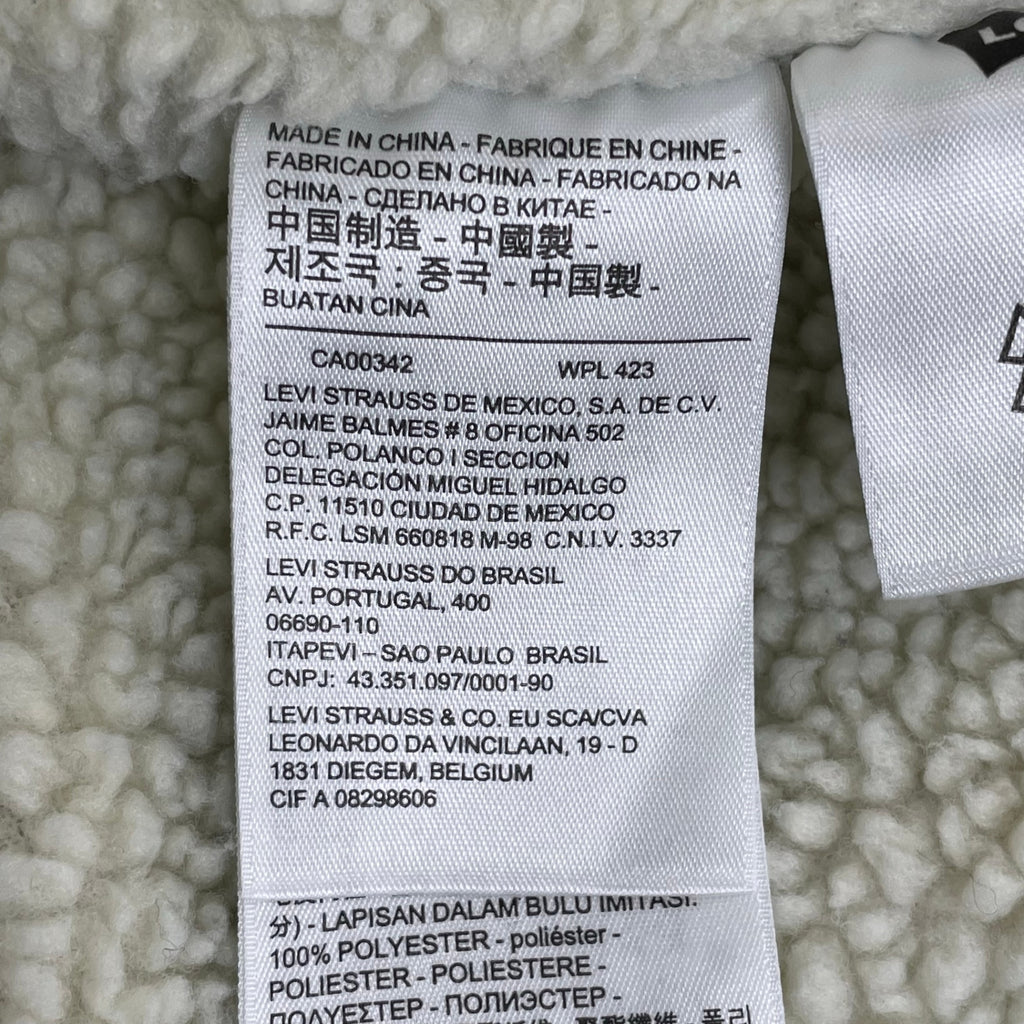 MADE IN CHINA - FABRIQUE EN CHINE -
FABRICADO EN CHINA - FABRICADO NA
CHINA - СДЕЛАНО В КИТАЕ -
中国制造 - 中國製 -
제조국 : 중국 - 中国製 -
BUATAN CINA
CA00342 WPL 423
LEVI STRAUSS DE MEXICO, S.A. DE C.V.
JAIME BALMES # 8 OFICINA 502
COL. POLANCO I SECCION
DELEGACIÓN MIGUEL HIDALGO
C.P. 11510 CIUDAD DE MEXICO
R.F.C. LSM 660818 M-98 C.N.I.V. 3337
LEVI STRAUSS DO BRASIL
AV. PORTUGAL, 400
06690-110
ITAPEVI – SAO PAULO BRASIL
CNPJ: 43.351.097/0001-90
LEVI STRAUSS & CO. EU SCA/CVA
LEONARDO DA VINCILAAN, 19 - D
1831 DIEGEM, BELGIUM
CIF A 08298606
分) - LAPISAN DALAM BULU IMITASI:
100% POLYESTER - poliéster -
POLIESTER - POLIESTERE -
ΠΟΛΥΕΣΤΕΡ - ПОЛИЭСТЕР -